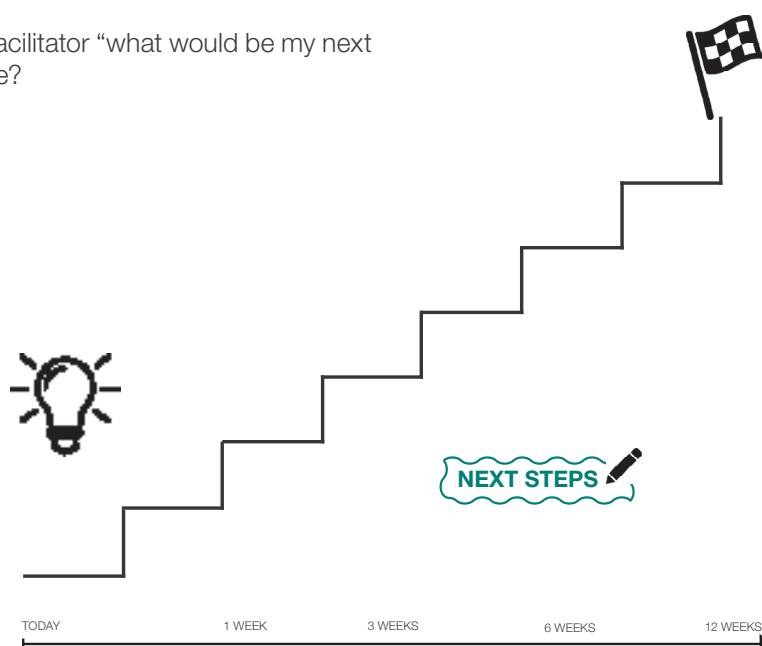 acilitator “what would be my next
e?
NEXT STEPS
TODAY
1 WEEK
3 WEEKS
6 WEEKS
12 WEEKS